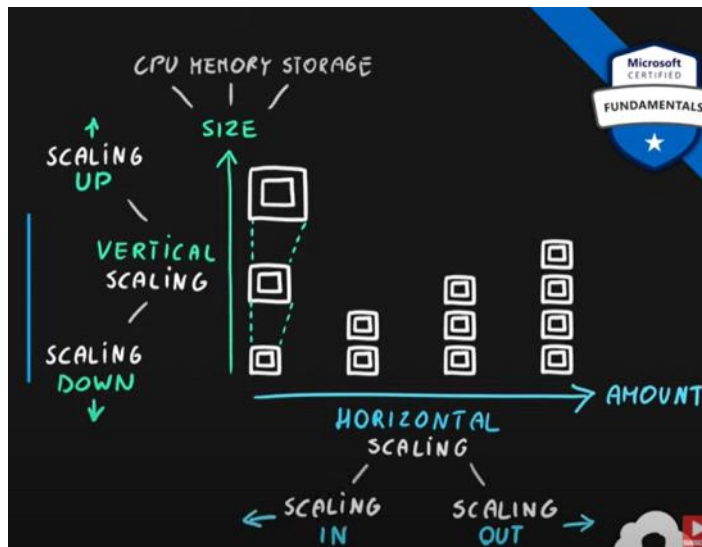 CPU MEMORY STORAGE
SIZE
SCALING
UP
VERTICAL
SCALING
SCALING
DOWN
AMOUNT
HORIZONTAL
SCALING
SCALING
IN
SCALING
OUT
Microsoft
CERTIFIED
FUNDAMENTALS